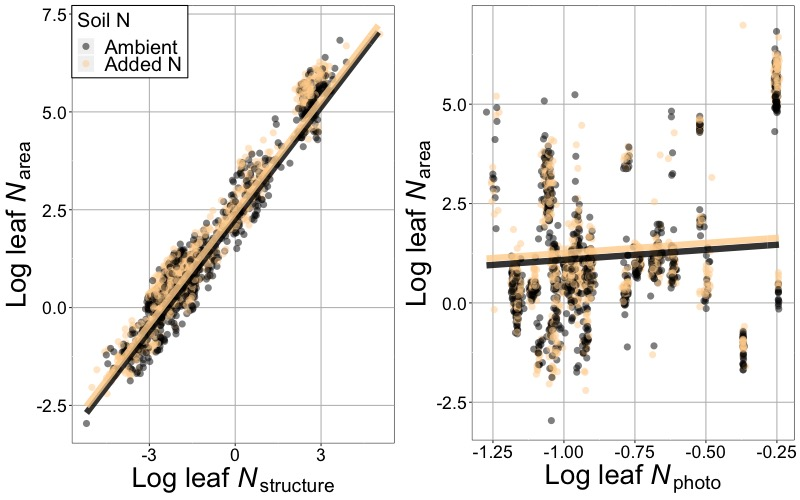 Soil N
Ambient
Added N
Log leaf Narea
7.5
5.0
2.5
0.0
-2.5
-3
0
3
Log leaf Nstructure
Log leaf Narea
5.0
2.5
0.0
-2.5
-1.25
-1.00
-0.75
-0.50
-0.25
Log leaf Nphoto